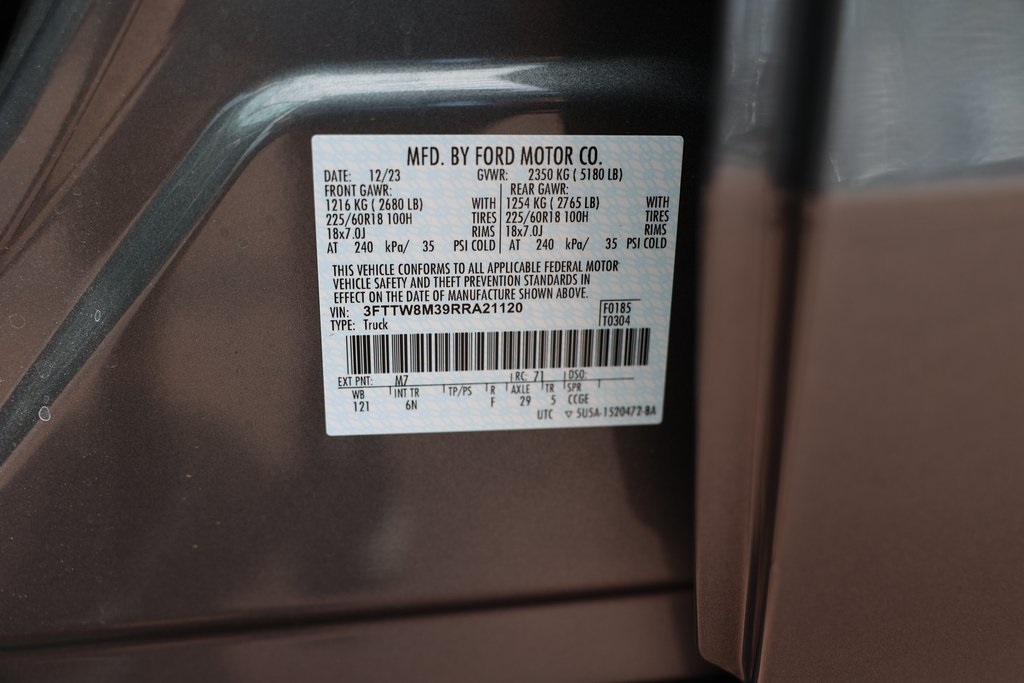 MFD. BY FORD MOTOR CO.
DATE: 12/23 GVWR: 2350 KG ( 5180 LB)
FRONT GAWR: REAR GAWR:
1216 KG ( 2680 LB) WITH 1254 KG ( 2765 LB) WITH
225/60R18 100H TIRES 225/60R18 100H TIRES
18x7.0J RIMS 18x7.0J RIMS
AT 240 kPa/ 35 PSI COLD AT 240 kPa/ 35 PSI COLD
THIS VEHICLE CONFORMS TO ALL APPLICABLE FEDERAL MOTOR
VEHICLE SAFETY AND THEFT PREVENTION STANDARDS IN
EFFECT ON THE DATE OF MANUFACTURE SHOWN ABOVE.
VIN: 3FTTW8M39RRA21120 F0185
TYPE: Truck T0304
EXT PNT: M7 RC: 71 DSO:
WB INT TR TP/PS R AXLE TR SPR
121 6N F 29 5 CCGE
UTC ▽ 5U5A-1520472-BA